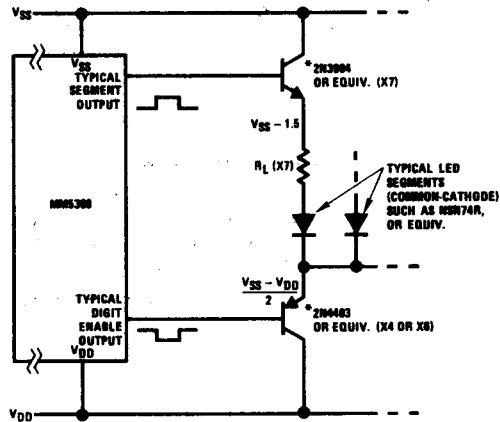 VSS
VSS
TYPICAL
SEGMENT
OUTPUT
*2N3904
OR EQUIV. (X7)
VSS – 1.5
RL (X7)
TYPICAL LED
SEGMENTS
(COMMON-CATHODE)
SUCH AS NSN74R,
OR EQUIV.
MM5309
VSS – VDD
2
TYPICAL
DIGIT
ENABLE
OUTPUT
*2N4403
OR EQUIV. (X4 OR X6)
VDD
VDD